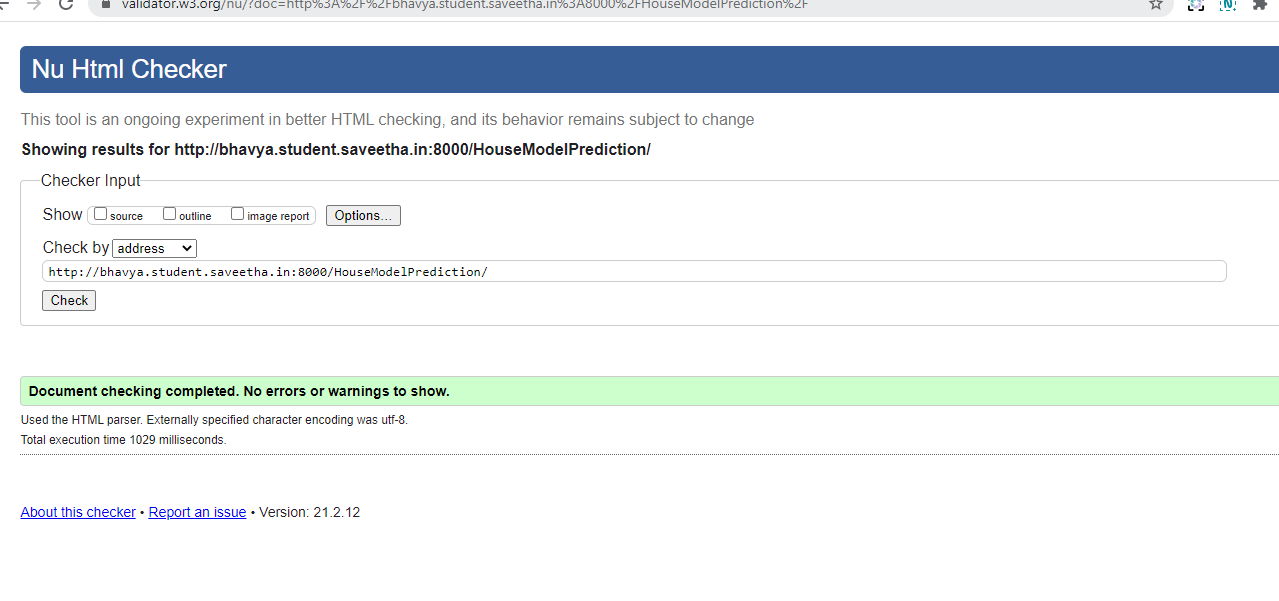 validator.w3.org/nu/?doc=http%3A%2F%2Fbhavya.student.saveetha.in%3A8000%2FHouseModelPrediction%2F
Nu Html Checker
This tool is an ongoing experiment in better HTML checking, and its behavior remains subject to change
Showing results for http://bhavya.student.saveetha.in:8000/HouseModelPrediction/
Checker Input
Show source outline image report Options...
Check by address
http://bhavya.student.saveetha.in:8000/HouseModelPrediction/
Check
Document checking completed. No errors or warnings to show.
Used the HTML parser. Externally specified character encoding was utf-8.
Total execution time 1029 milliseconds.
About this checker • Report an issue • Version: 21.2.12